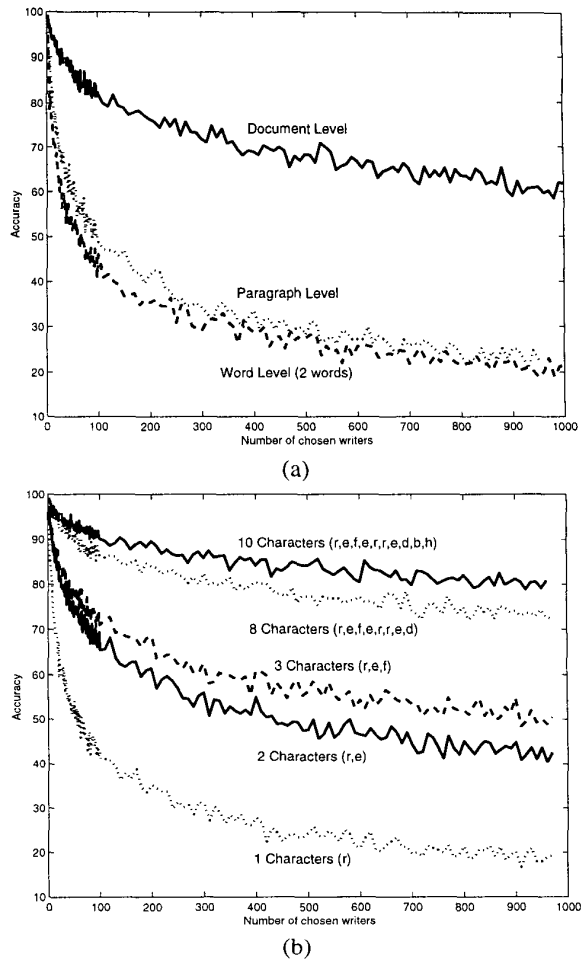 100
90
80
70
60
50
40
30
20
10
Accuracy
Document Level
Paragraph Level
Word Level (2 words)
0 100 200 300 400 500 600 700 800 900 1000
Number of chosen writers
(a)
100
90
80
70
60
50
40
30
20
10
Accuracy
10 Characters (r,e,f,e,r,r,e,d,b,h)
8 Characters (r,e,f,e,r,r,e,d)
3 Characters (r,e,f)
2 Characters (r,e)
1 Characters (r)
0 100 200 300 400 500 600 700 800 900 1000
Number of chosen writers
(b)